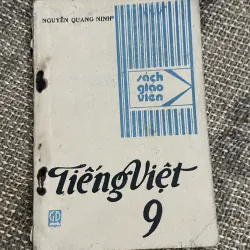 NGUYỄN QUANG NINH
sách
giáo
viên
Tiếng Việt
9
GD